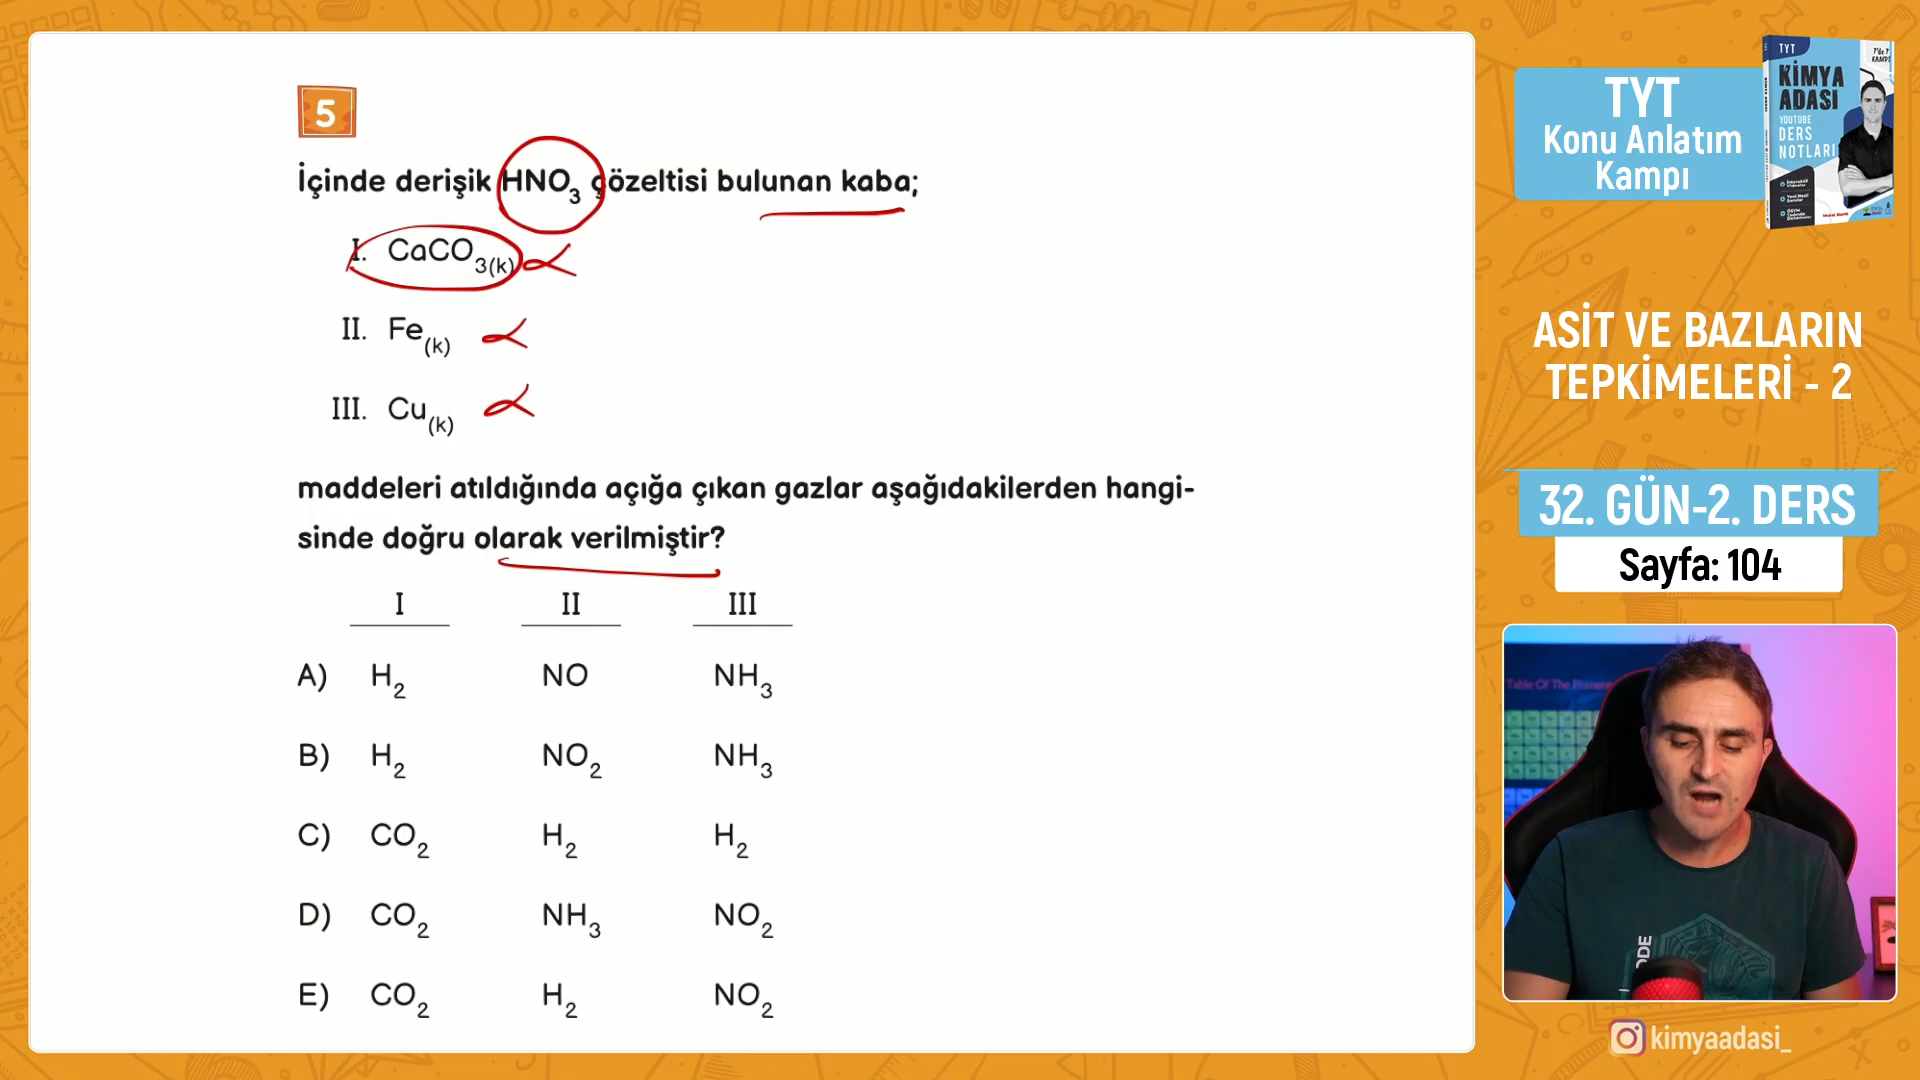 5
İçinde derişik HNO3 çözeltisi bulunan kaba;
I. CaCO3(k)
II. Fe(k)
III. Cu(k)
maddeleri atıldığında açığa çıkan gazlar aşağıdakilerden hangi-
sinde doğru olarak verilmiştir?
I II III
A) H2 NO NH3
B) H2 NO2 NH3
C) CO2 H2 H2
D) CO2 NH3 NO2
E) CO2 H2 NO2
TYT
Konu Anlatım
Kampı
TYT
KİMYA
ADASI
YOUTUBE
DERS
NOTLARI
ASİT VE BAZLARIN
TEPKİMELERİ - 2
32. GÜN-2. DERS
Sayfa: 104
Table Of The
kimyaadasi_